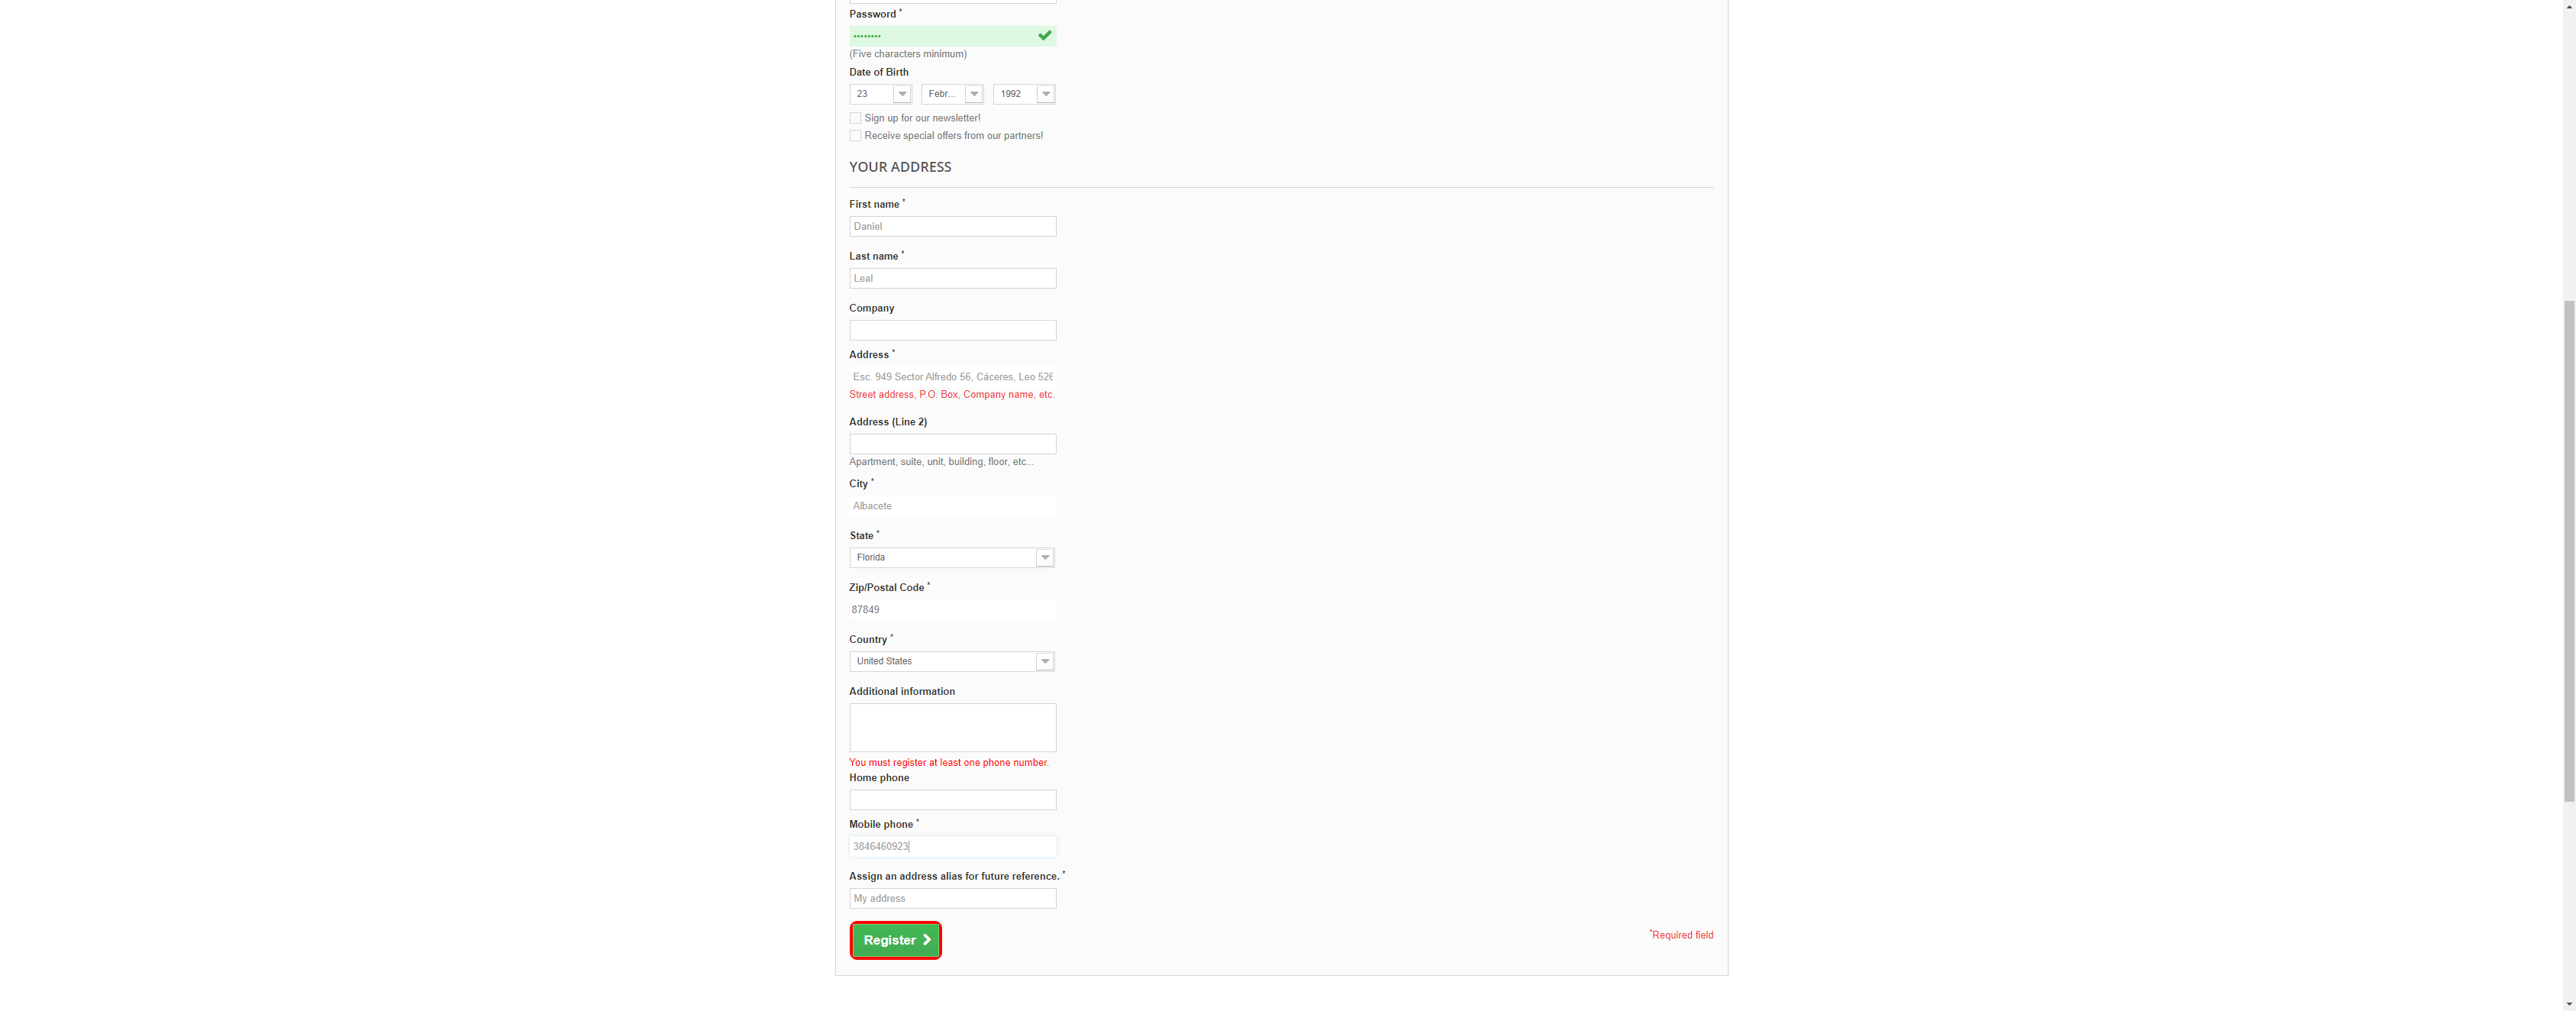 Password *
••••••••
(Five characters minimum)
Date of Birth
23 Febr... 1992
Sign up for our newsletter!
Receive special offers from our partners!
YOUR ADDRESS
First name *
Daniel
Last name *
Leal
Company
Address *
Esc. 949 Sector Alfredo 56, Cáceres, Leo 526
Street address, P.O. Box, Company name, etc.
Address (Line 2)
Apartment, suite, unit, building, floor, etc...
City *
Albacete
State *
Florida
Zip/Postal Code *
87849
Country *
United States
Additional information
You must register at least one phone number.
Home phone
Mobile phone *
3846460923
Assign an address alias for future reference. *
My address
Register
*Required field